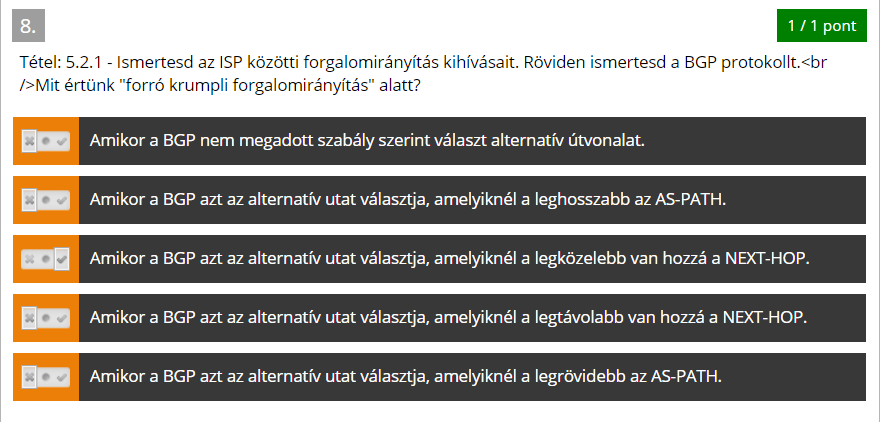 8.
1 / 1 pont
Tétel: 5.2.1 - Ismertesd az ISP közötti forgalomirányítás kihívásait. Röviden ismertesd a BGP protokollt.<br
/>Mit értünk "forró krumpli forgalomirányítás" alatt?
Amikor a BGP nem megadott szabály szerint választ alternatív útvonalat.
Amikor a BGP azt az alternatív utat választja, amelyiknél a leghosszabb az AS-PATH.
Amikor a BGP azt az alternatív utat választja, amelyiknél a legközelebb van hozzá a NEXT-HOP.
Amikor a BGP azt az alternatív utat választja, amelyiknél a legtávolabb van hozzá a NEXT-HOP.
Amikor a BGP azt az alternatív utat választja, amelyiknél a legrövidebb az AS-PATH.